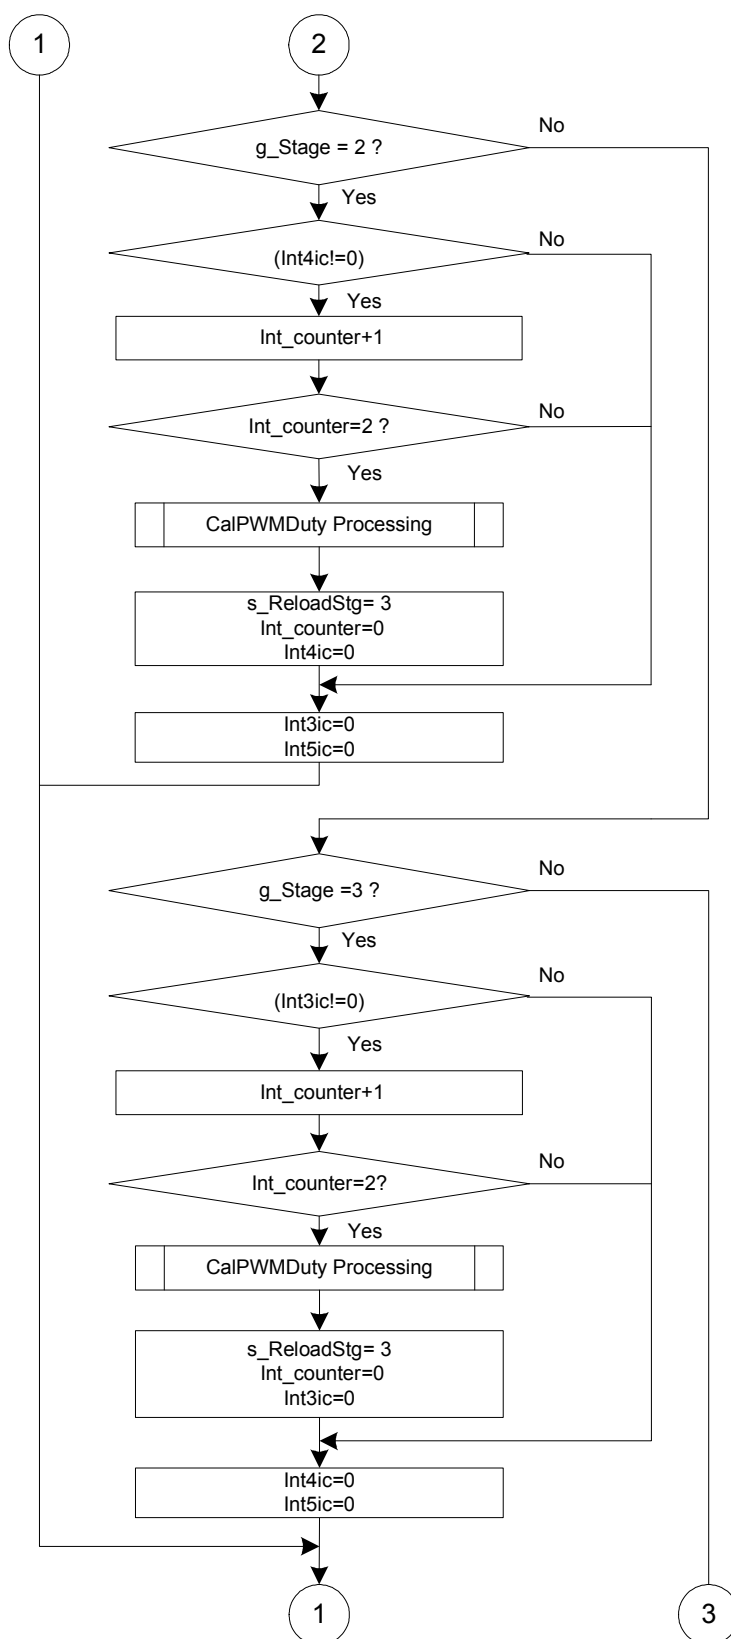 1
2
g_Stage = 2 ?
No
Yes
(Int4ic!=0)
No
Yes
Int_counter+1
Int_counter=2 ?
No
Yes
CalPWMDuty Processing
s_ReloadStg= 3
Int_counter=0
Int4ic=0
Int3ic=0
Int5ic=0
g_Stage =3 ?
No
Yes
(Int3ic!=0)
No
Yes
Int_counter+1
Int_counter=2?
No
Yes
CalPWMDuty Processing
s_ReloadStg= 3
Int_counter=0
Int3ic=0
Int4ic=0
Int5ic=0
1
3